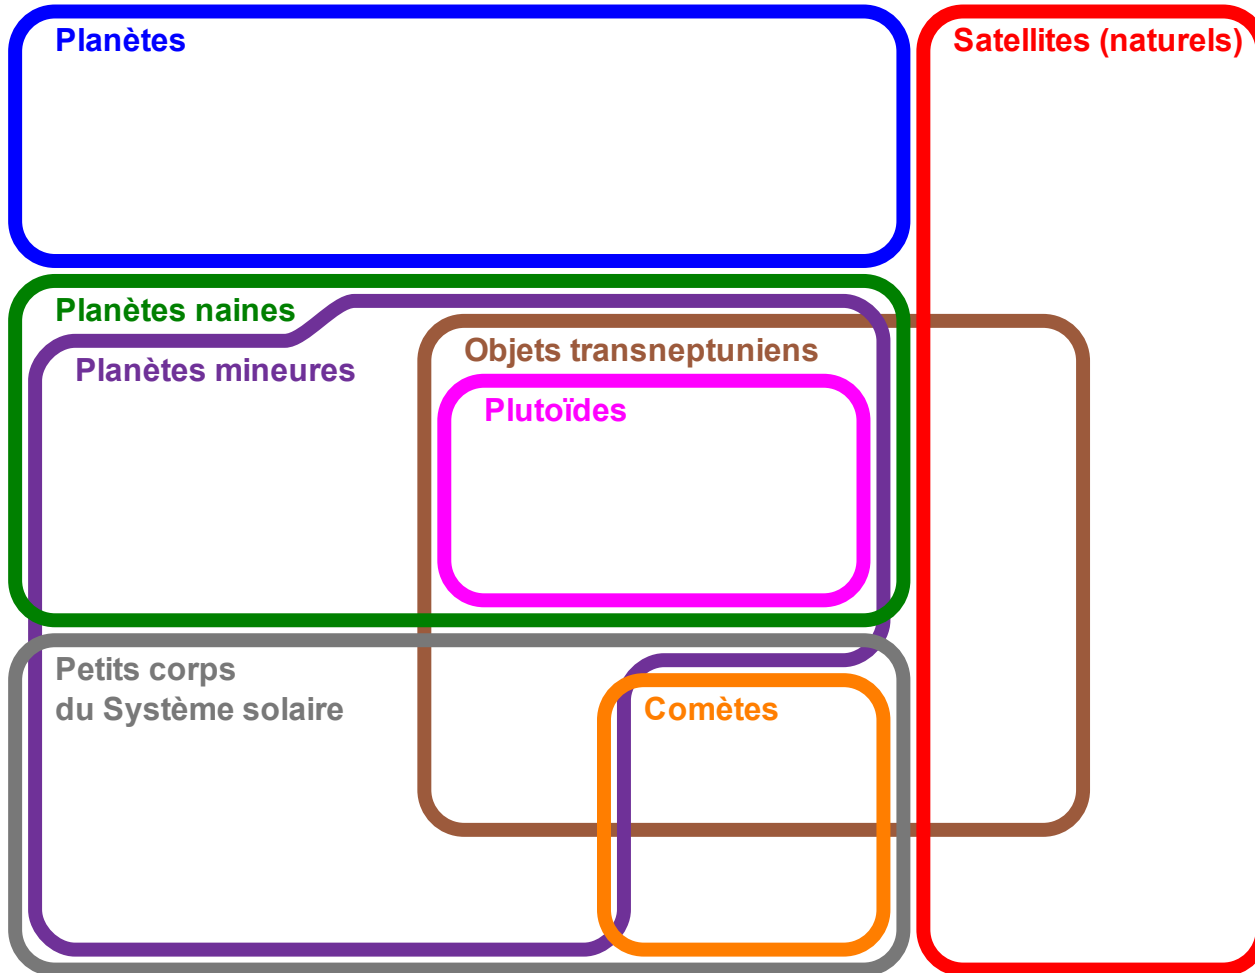 Planètes
Satellites (naturels)
Planètes naines
Planètes mineures
Objets transneptuniens
Plutoïdes
Petits corps
du Système solaire
Comètes